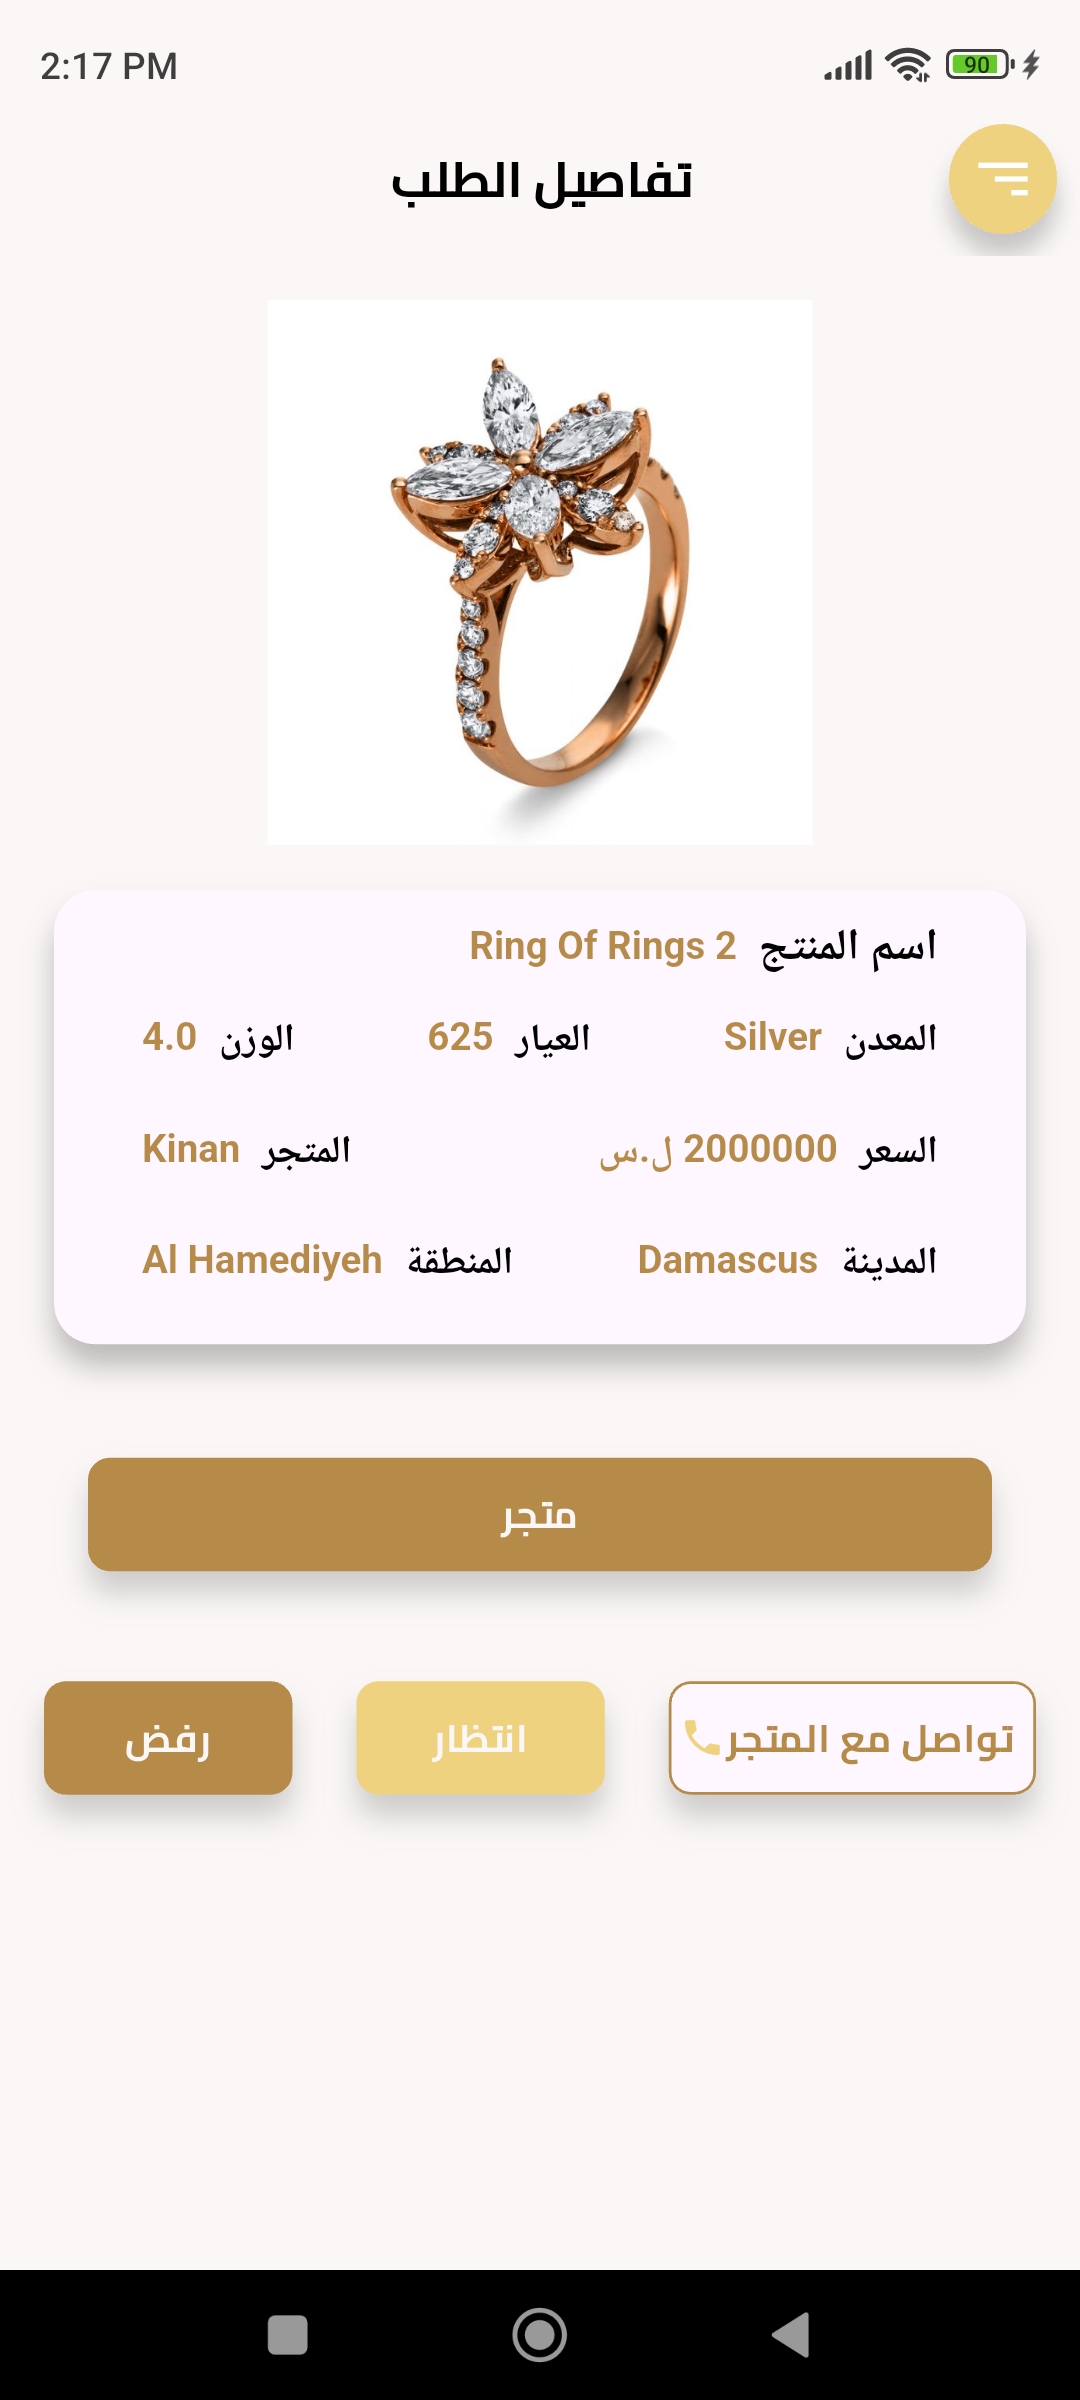 2:17 PM
90
تفاصيل الطلب
اسم المنتج Ring Of Rings 2
المعدن Silver العيار 625 الوزن 4.0
السعر 2000000 ل.س المتجر Kinan
المدينة Damascus المنطقة Al Hamediyeh
متجر
تواصل مع المتجر انتظار رفض